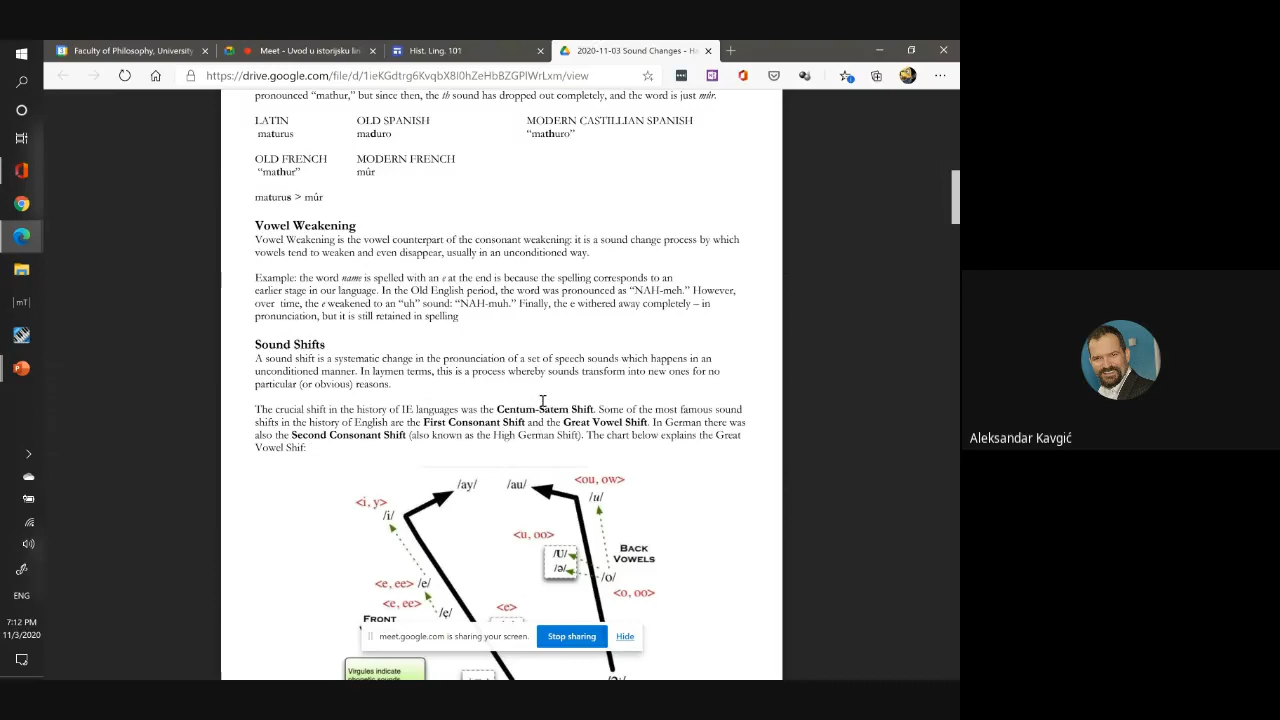 Faculty of Philosophy, University
Meet - Uvod u istorijsku lin
Hist. Ling. 101
2020-11-03 Sound Changes - Ha
https://drive.google.com/file/d/1ieKGdtrg6KvqbX8I0hZeHbBZGPlWrLxm/view
pronounced “mathur,” but since then, the th sound has dropped out completely, and the word is just mûr.
LATIN OLD SPANISH MODERN CASTILLIAN SPANISH
maturus maduro “mathuro”
OLD FRENCH MODERN FRENCH
“mathur” mûr
maturus > mûr
Vowel Weakening
Vowel Weakening is the vowel counterpart of the consonant weakening: it is a sound change process by which
vowels tend to weaken and even disappear, usually in an unconditioned way.
Example: the word name is spelled with an e at the end is because the spelling corresponds to an
earlier stage in our language. In the Old English period, the word was pronounced as “NAH-meh.” However,
over time, the e weakened to an “uh” sound: “NAH-muh.” Finally, the e withered away completely – in
pronunciation, but it is still retained in spelling
Sound Shifts
A sound shift is a systematic change in the pronunciation of a set of speech sounds which happens in an
unconditioned manner. In laymen terms, this is a process whereby sounds transform into new ones for no
particular (or obvious) reasons.
The crucial shift in the history of IE languages was the Centum-Satem Shift. Some of the most famous sound
shifts in the history of English are the First Consonant Shift and the Great Vowel Shift. In German there was
also the Second Consonant Shift (also known as the High German Shift). The chart below explains the Great
Vowel Shif:
/ay/ /au/ <ou, ow>
<i, y> /u/
/i/
<u, oo>
BACK
VOWELS
/U/
/ə/ /o/
<e, ee> /e/
<o, oo>
<e, ee> <e>
/ę/
FRONT
meet.google.com is sharing your screen. Stop sharing Hide
Virgules indicate
Aleksandar Kavgić
ENG
7:12 PM
11/3/2020